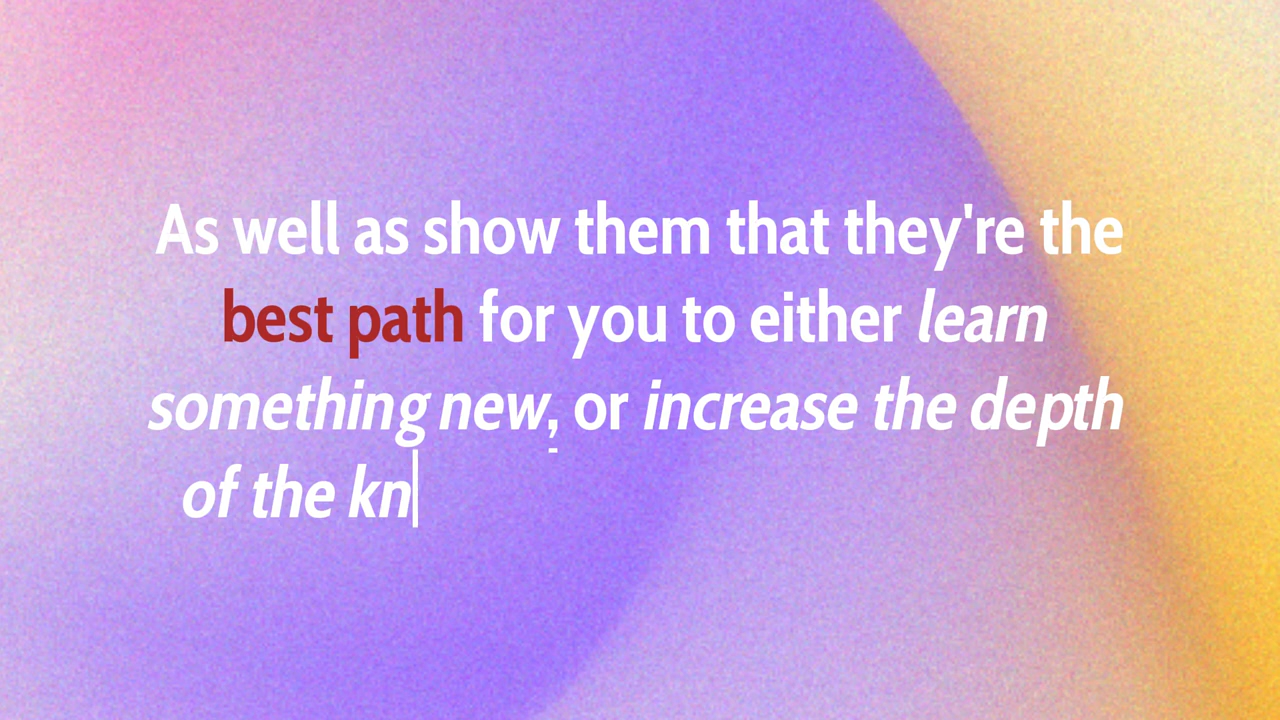 As well as show them that they're the
best path for you to either learn
something new, or increase the depth
of the kn